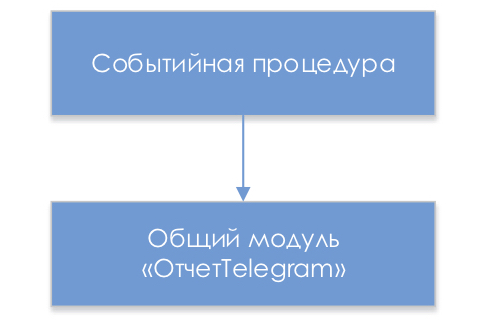 Событийная процедура
Общий модуль
«ОтчетTelegram»